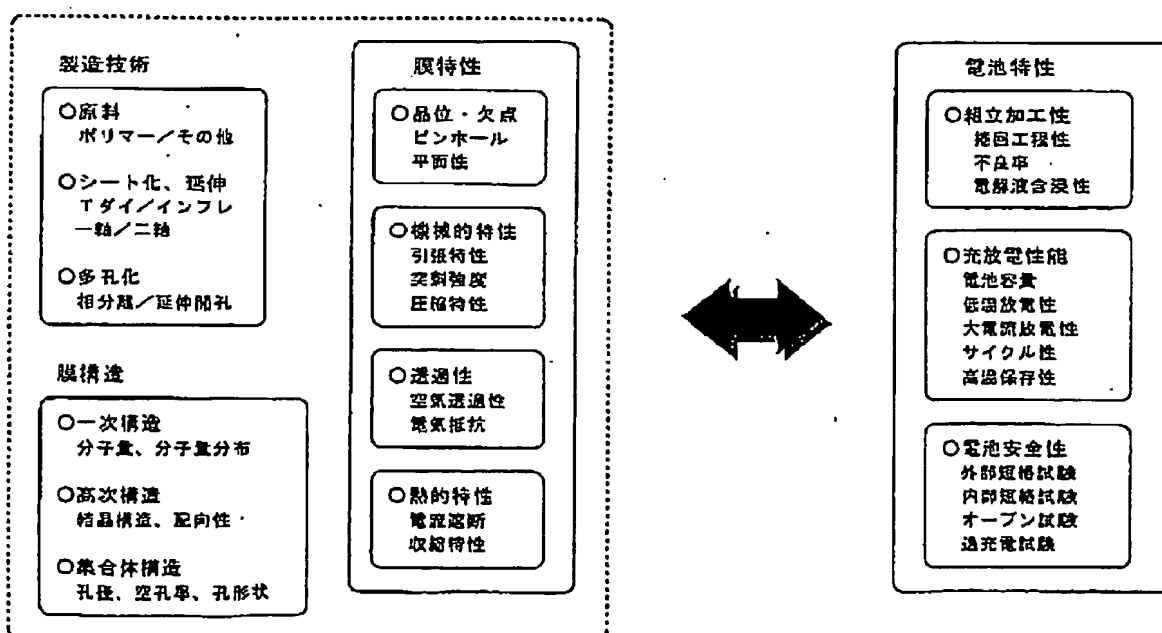 製造技術
○原料
ポリマー／その他
○シート化、延伸
Tダイ／インフレ
一軸／二軸
○多孔化
相分離／延伸開孔
膜構造
○一次構造
分子量、分子量分布
○高次構造
結晶構造、配向性
○集合体構造
孔径、空孔率、孔形状
膜特性
○品位・欠点
ピンホール
平面性
○機械的特性
引張特性
突刺強度
圧縮特性
○透過性
空気透過性
電気抵抗
○熱的特性
電流遮断
収縮特性
電池特性
○組立加工性
捲回工程性
不良率
電解液含浸性
○充放電性能
電池容量
低温放電性
大電流放電性
サイクル性
高温保存性
○電池安全性
外部短絡試験
内部短絡試験
オーブン試験
過充電試験